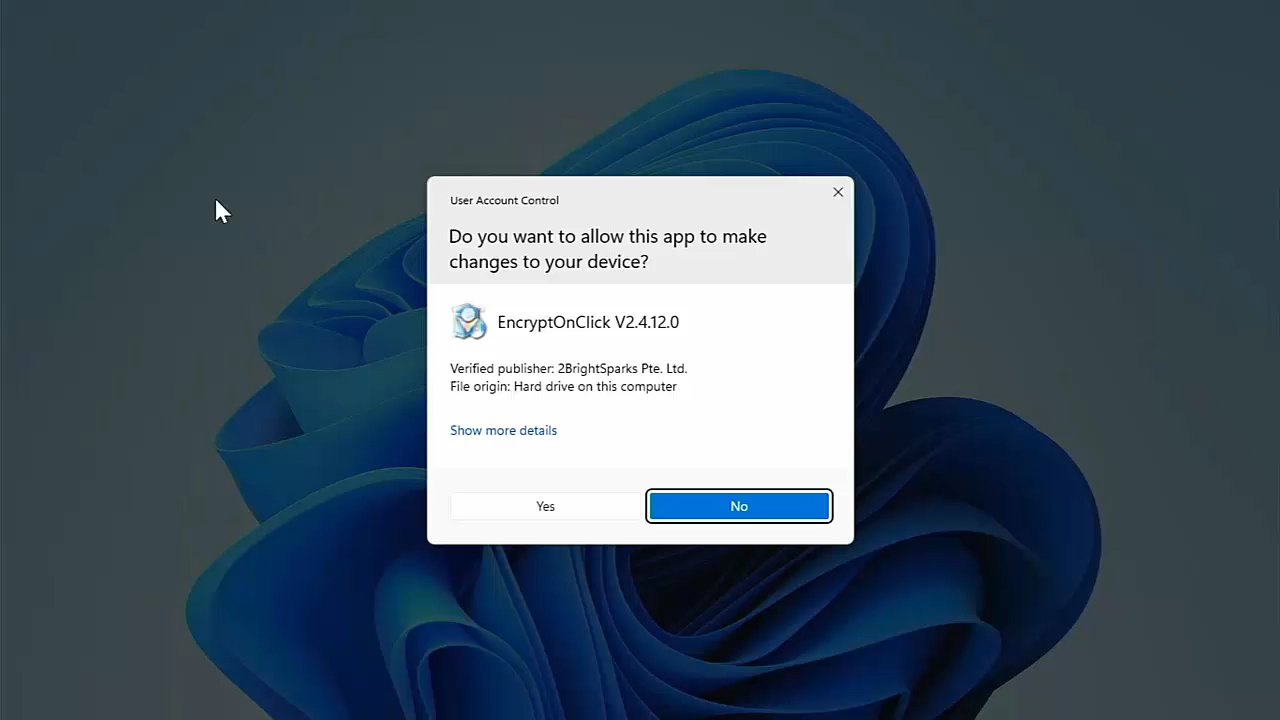 User Account Control
Do you want to allow this app to make
changes to your device?
EncryptOnClick V2.4.12.0
Verified publisher: 2BrightSparks Pte. Ltd.
File origin: Hard drive on this computer
Show more details
Yes
No